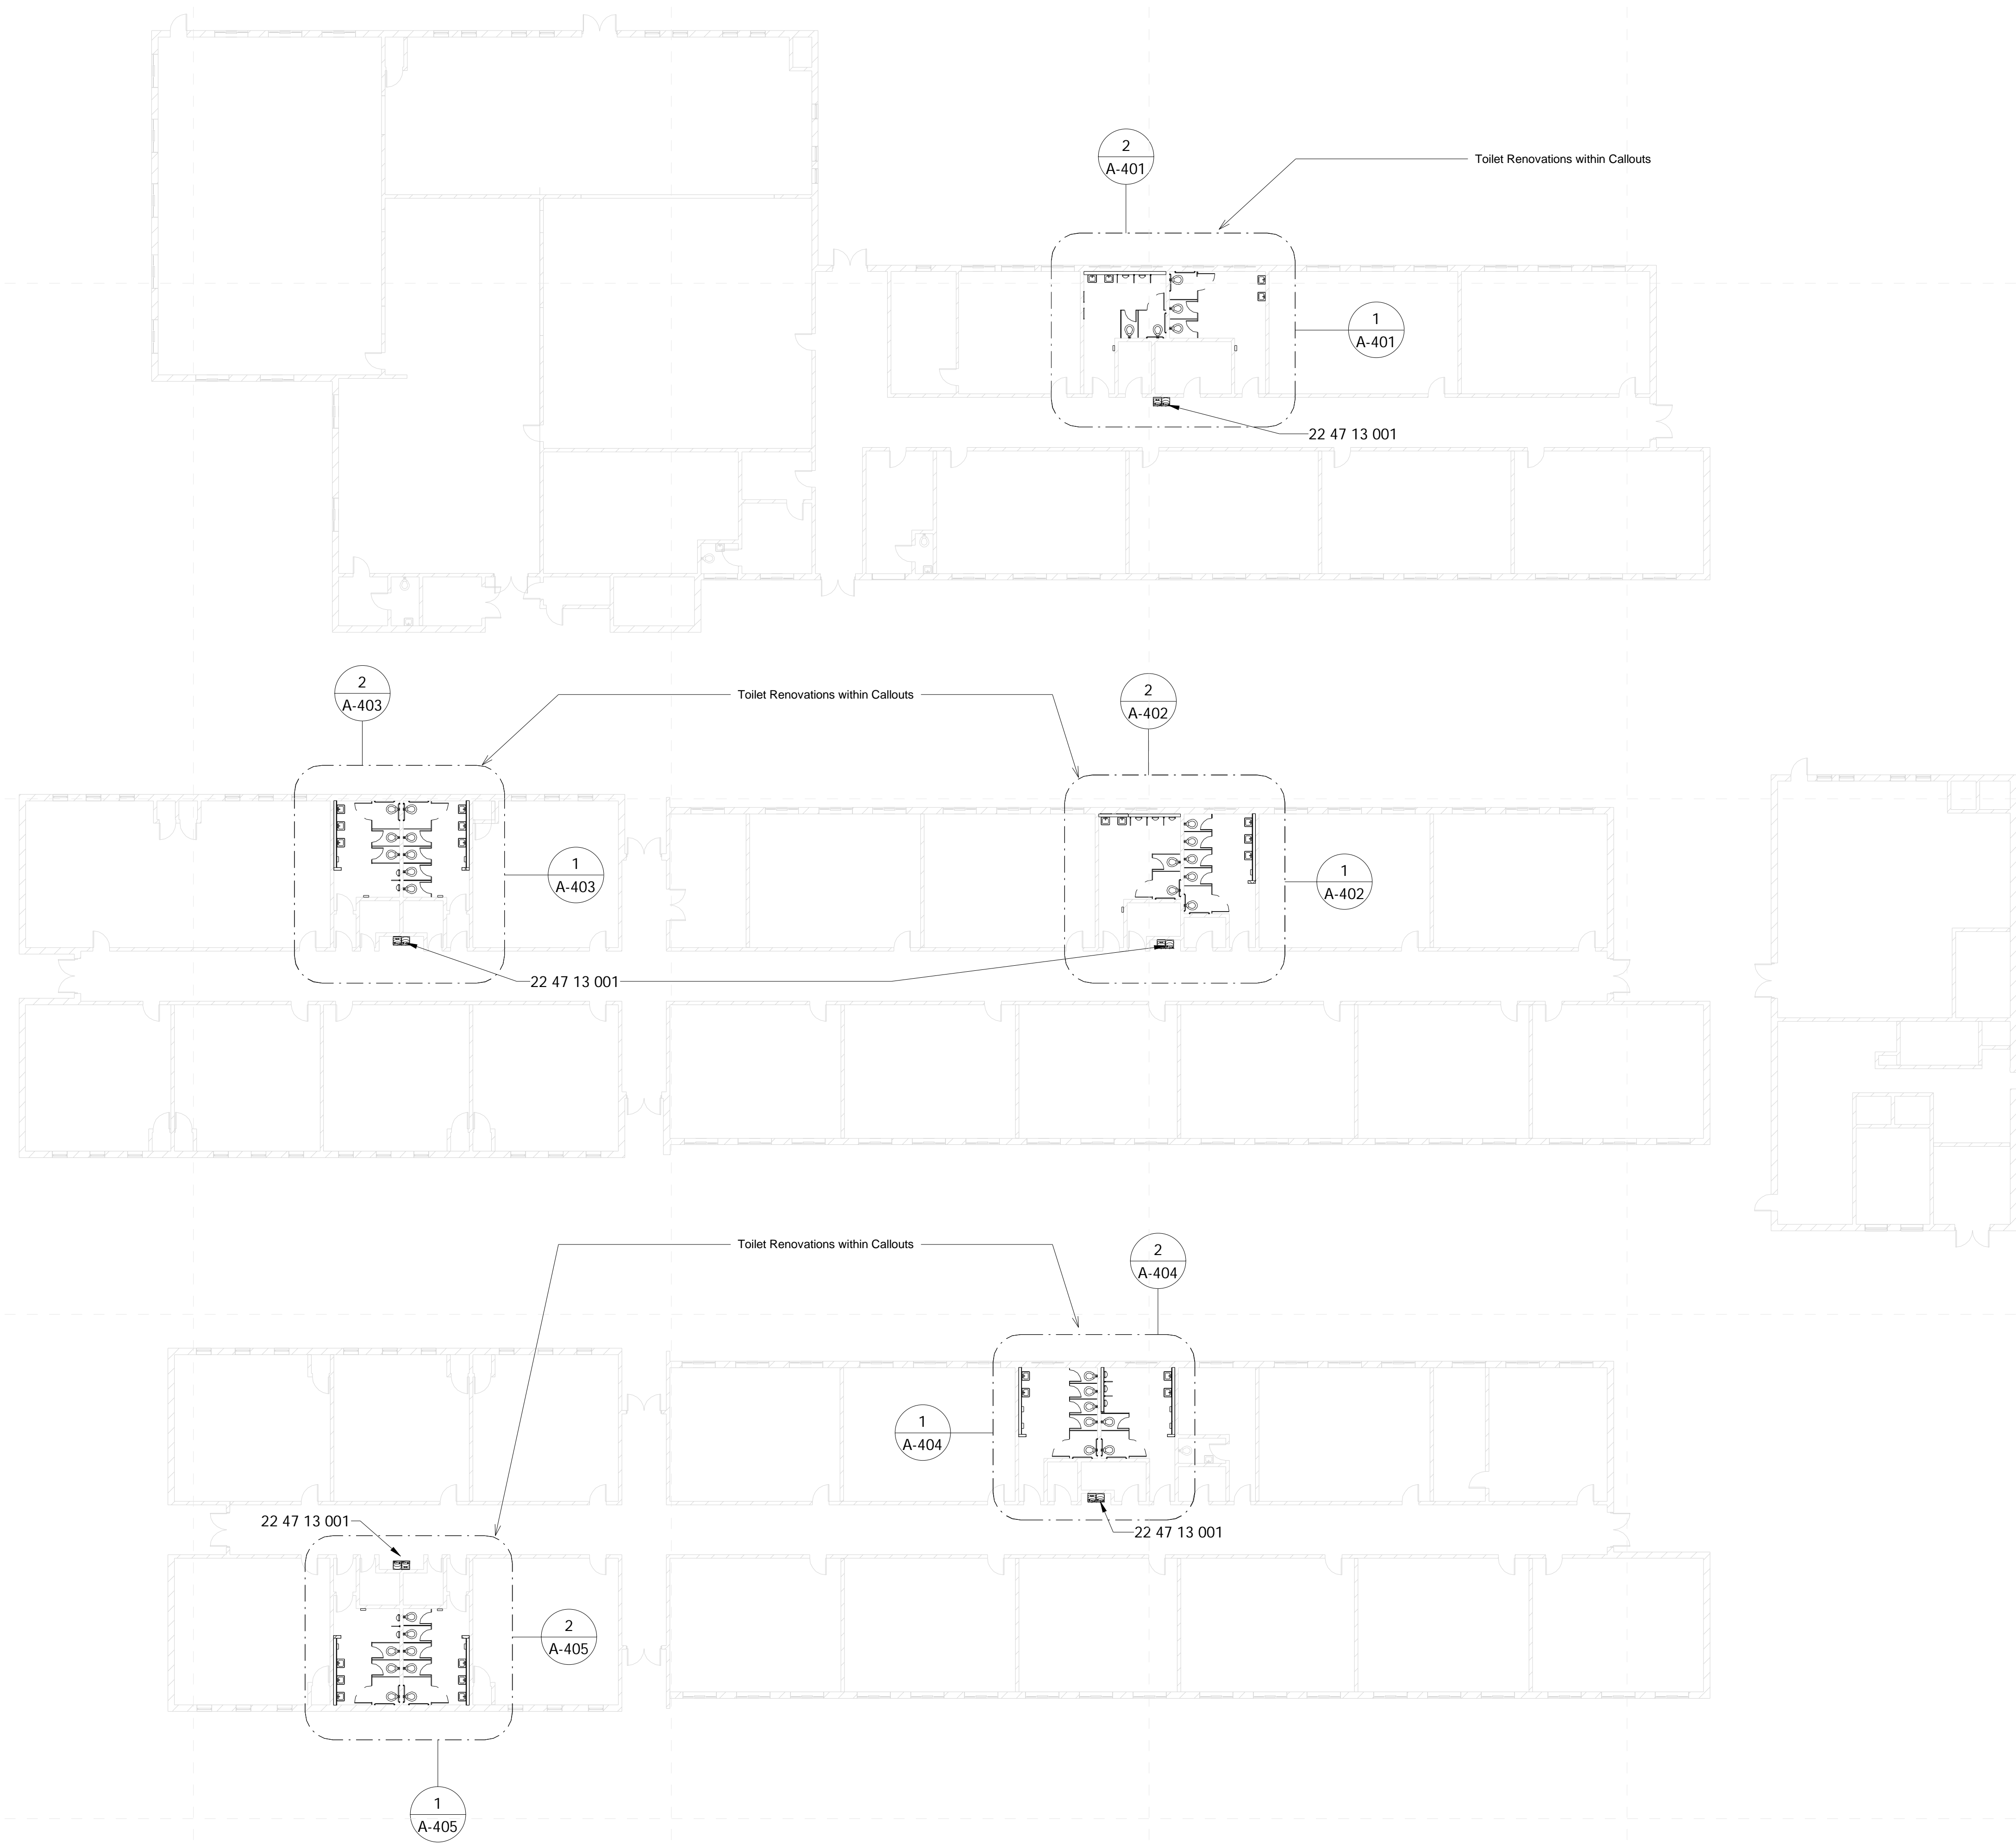 2
A-401
Toilet Renovations within Callouts
1
A-401
22 47 13 001
2
A-403
Toilet Renovations within Callouts
2
A-402
1
A-403
1
A-402
22 47 13 001
Toilet Renovations within Callouts
2
A-404
1
A-404
22 47 13 001
22 47 13 001
2
A-405
1
A-405